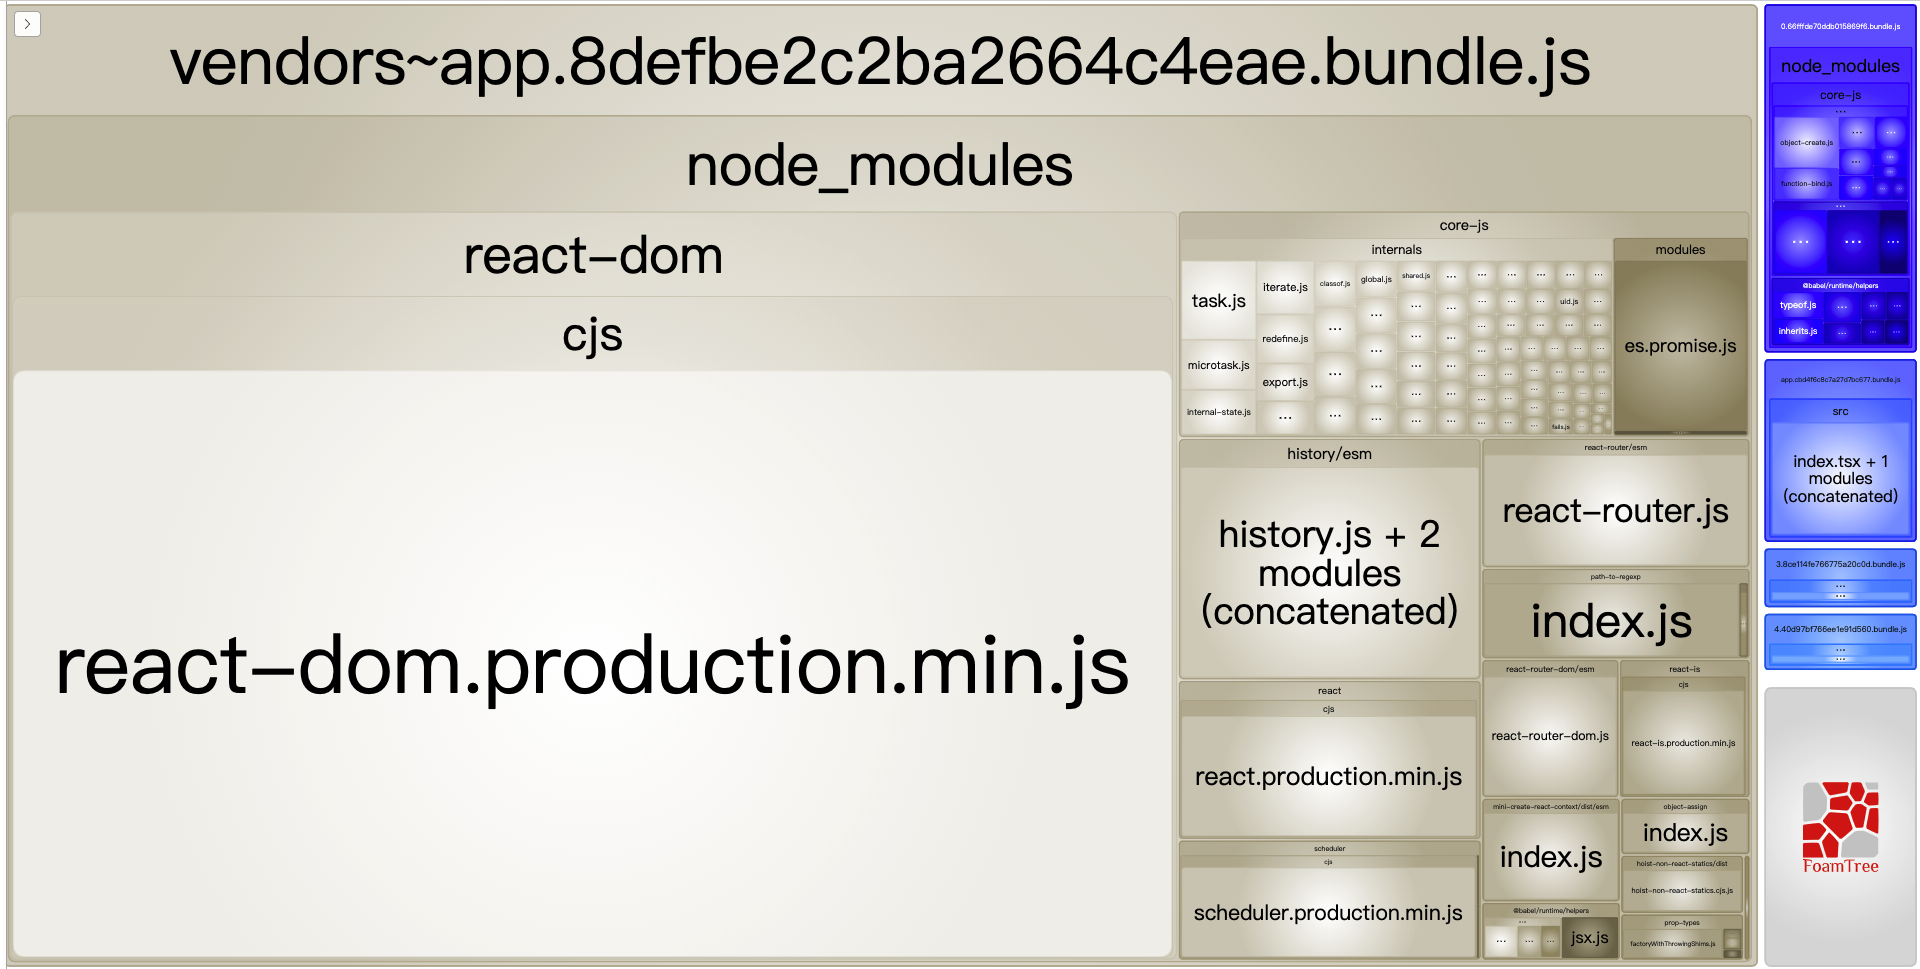 vendors~app.8defbe2c2ba2664c4eae.bundle.js
node_modules
react-dom
cjs
react-dom.production.min.js
core-js
internals
task.js
microtask.js
internal-state.js
iterate.js
redefine.js
export.js
...
classof.js
global.js
shared.js
uid.js
fails.js
modules
es.promise.js
history/esm
history.js + 2
modules
(concatenated)
react
cjs
react.production.min.js
scheduler
cjs
scheduler.production.min.js
react-router/esm
react-router.js
path-to-regexp
index.js
react-router-dom/esm
react-router-dom.js
react-is
cjs
react-is.production.min.js
mini-create-react-context/dist/esm
index.js
object-assign
index.js
hoist-non-react-statics/dist
hoist-non-react-statics.cjs.js
@babel/runtime/helpers
...
jsx.js
prop-types
factoryWithThrowingShims.js
0.66fffde70ddb015869f6.bundle.js
node_modules
core-js
...
object-create.js
function-bind.js
...
@babel/runtime/helpers
typeof.js
inherits.js
app.cbd4f6c8c7a27d7bc677.bundle.js
src
index.tsx + 1
modules
(concatenated)
3.8ce114fe766775a20c0d.bundle.js
...
4.40d97bf766ee1e91d560.bundle.js
...
FoamTree